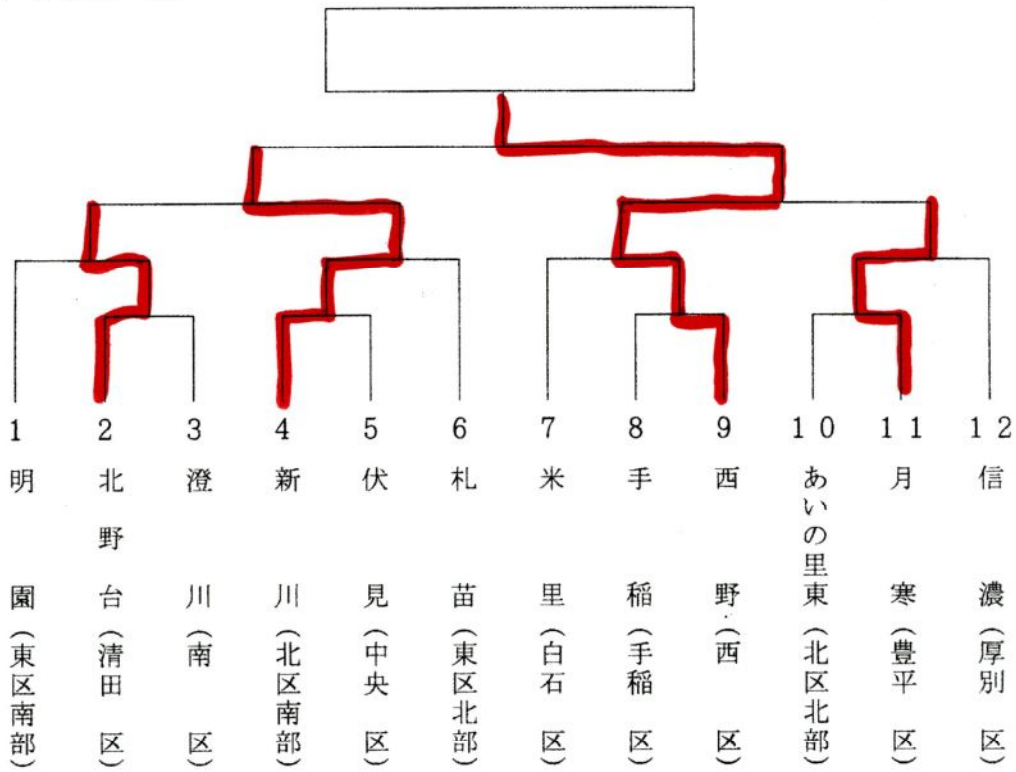 1
2
3
4
5
6
7
8
9
10
11
12
明園(東区南部)
北野台(清田区)
澄川(南区)
新川(北区南部)
伏見(中央区)
札苗(東区北部)
米里(白石区)
手稲(手稲区)
西野(西区)
あいの里東(北区北部)
月寒(豊平区)
信濃(厚別区)